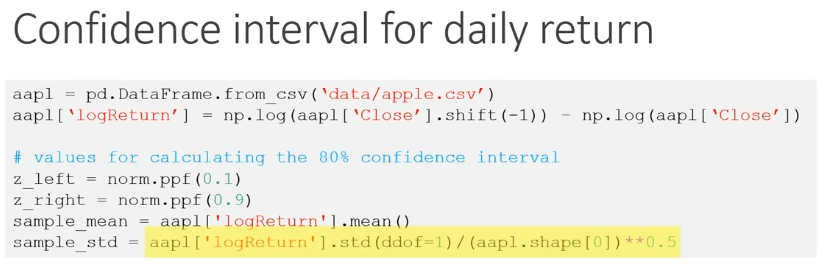 Confidence interval for daily return
aapl = pd.DataFrame.from_csv(‘data/apple.csv’)
aapl[‘logReturn’] = np.log(aapl[‘Close’].shift(-1)) – np.log(aapl[‘Close’])
# values for calculating the 80% confidence interval
z_left = norm.ppf(0.1)
z_right = norm.ppf(0.9)
sample_mean = aapl['logReturn'].mean()
sample_std = aapl['logReturn'].std(ddof=1)/(aapl.shape[0])**0.5